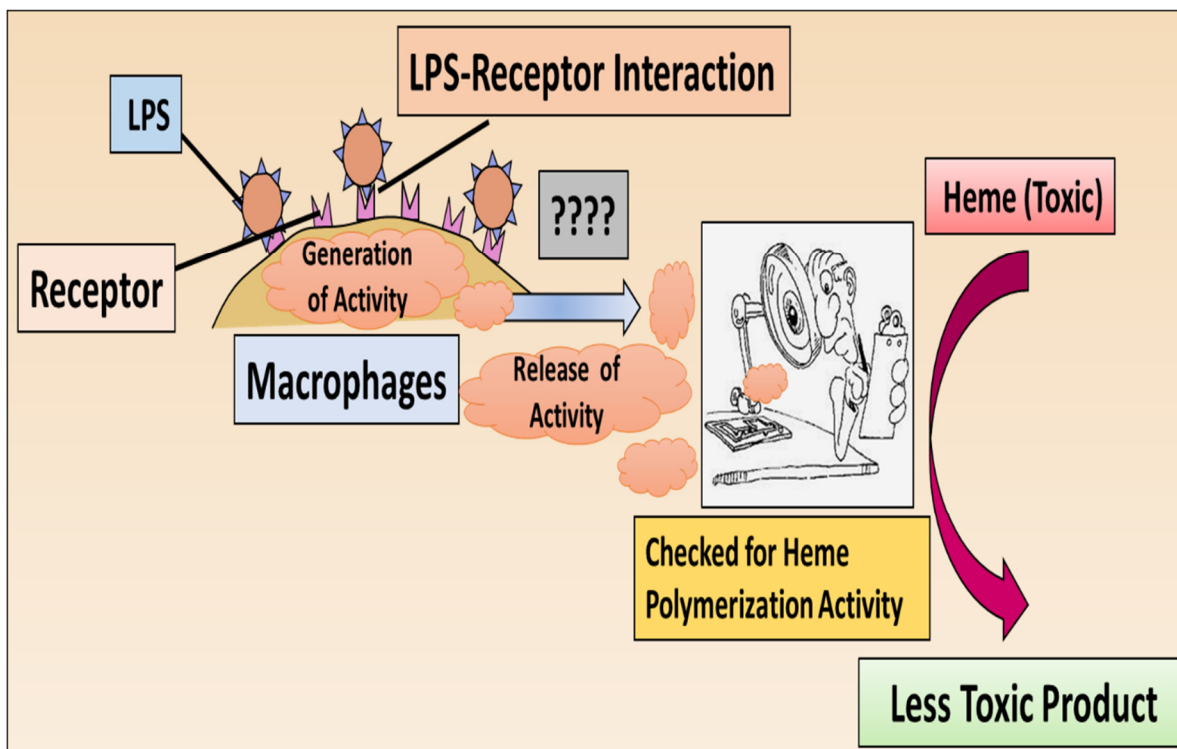 LPS-Receptor Interaction
LPS
????
Heme (Toxic)
Receptor
Generation
of Activity
Macrophages
Release of
Activity
Checked for Heme
Polymerization Activity
Less Toxic Product